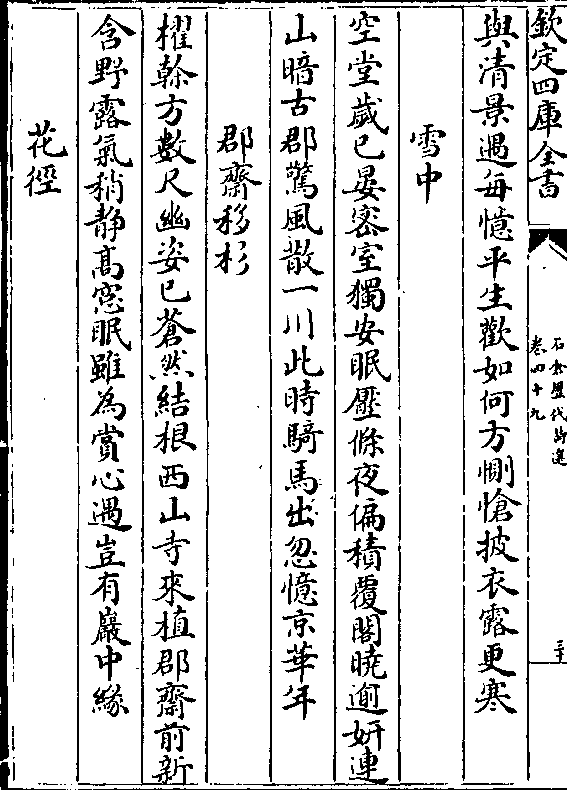 欽定四庫全書
石倉歷代詩選
卷四十九
二十
與清景遇每憶平生歡如何方惻愴披衣露更寒
雪中
空堂歲已晏密室獨安眠壓條夜偏積覆閣曉逾妍連
山暗古郡驚風散一川此時騎馬出忽憶京華年
郡齋移杉
擢榦方數尺幽姿已蒼然結根西山寺來植郡齋前新
含野露氣稍静髙窓眠雖為賞心遇豈有巖中緣
花徑